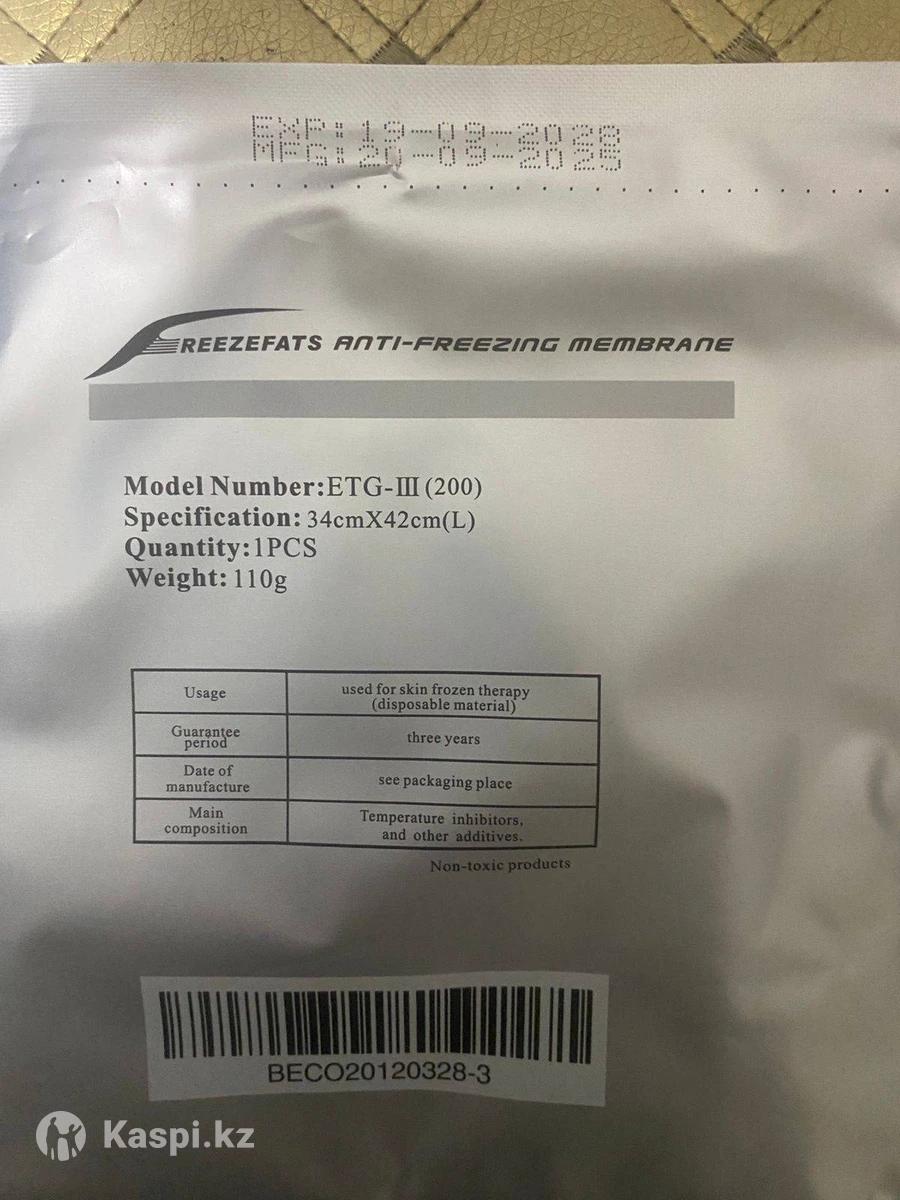 EXP:19-09-2028
MFG:20-09-2025
FREEZEFATS ANTI-FREEZING MEMBRANE
Model Number:ETG-III(200)
Specification: 34cmX42cm(L)
Quantity:1PCS
Weight: 110g
Usage
used for skin frozen therapy
(disposable material)
Guarantee
period
three years
Date of
manufacture
see packaging place
Main
composition
Temperature inhibitors,
and other additives.
Non-toxic products
BECO20120328-3
Kaspi.kz